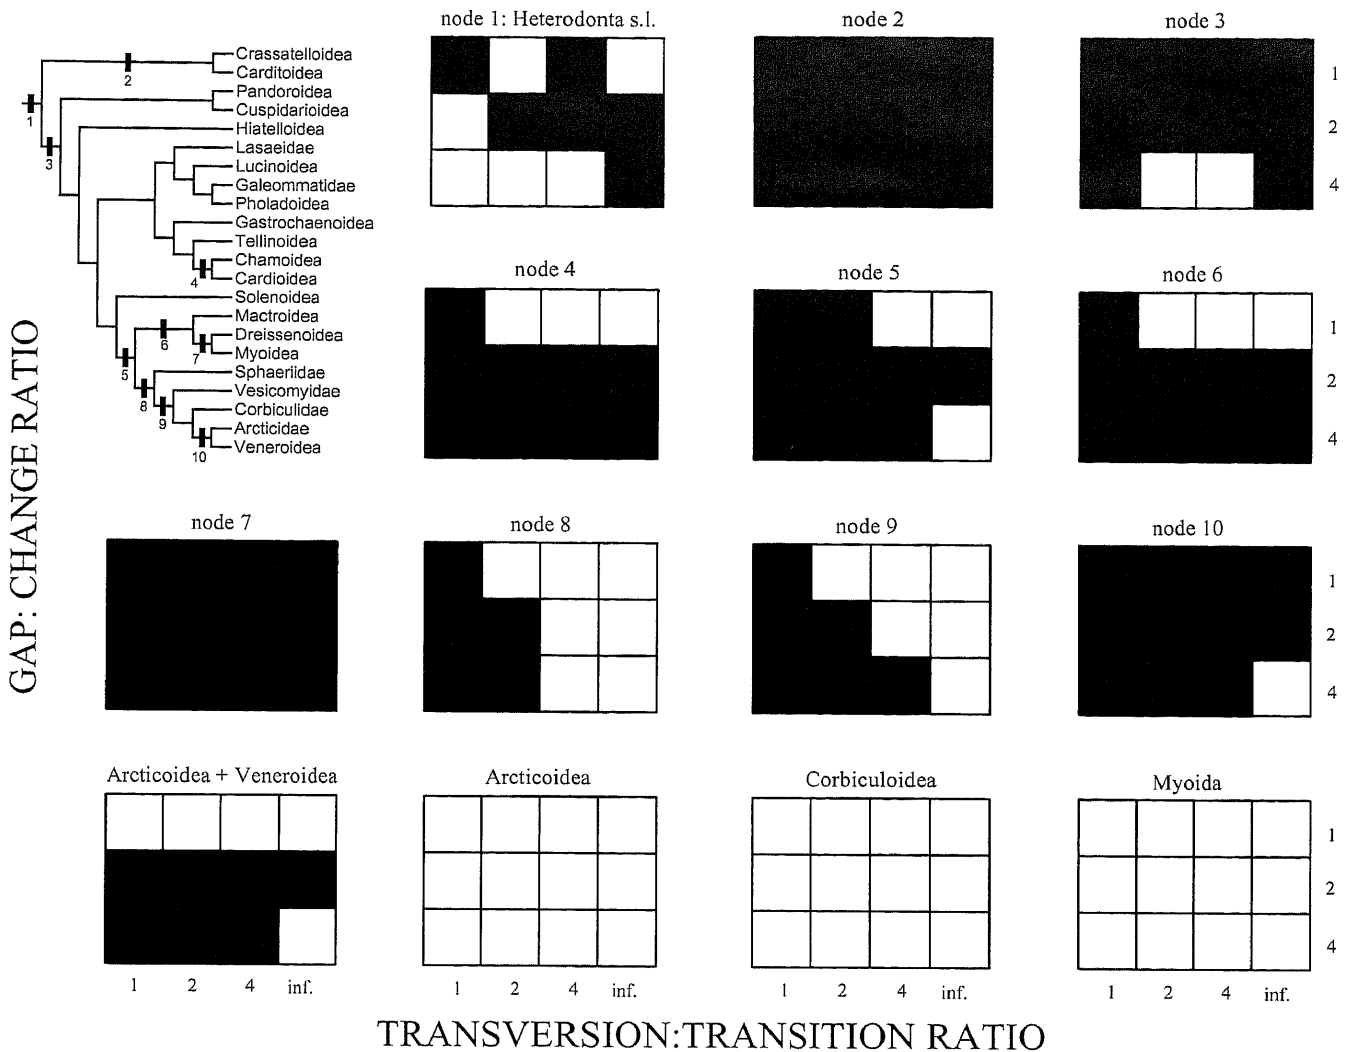 node 1: Heterodonta s.l.
node 2
node 3
Crassatelloidea
Carditoidea
Pandoroidea
Cuspidarioidea
Hiatelloidea
Lasaeidae
Lucinoidea
Galeommatidae
Pholadoidea
Gastrochaenoidea
Tellinoidea
Chamoidea
Cardioidea
Solenoidea
Mactroidea
Dreissenoidea
Myoidea
Sphaeriidae
Vesicomyidae
Corbiculidae
Arcticidae
Veneroidea
1
2
3
4
5
6
7
8
9
10
1
2
4
node 4
node 5
node 6
1
2
4
GAP: CHANGE RATIO
node 7
node 8
node 9
node 10
1
2
4
Arcticoidea + Veneroidea
Arcticoidea
Corbiculoidea
Myoida
1
2
4
1 2 4 inf.
1 2 4 inf.
1 2 4 inf.
1 2 4 inf.
TRANSVERSION:TRANSITION RATIO